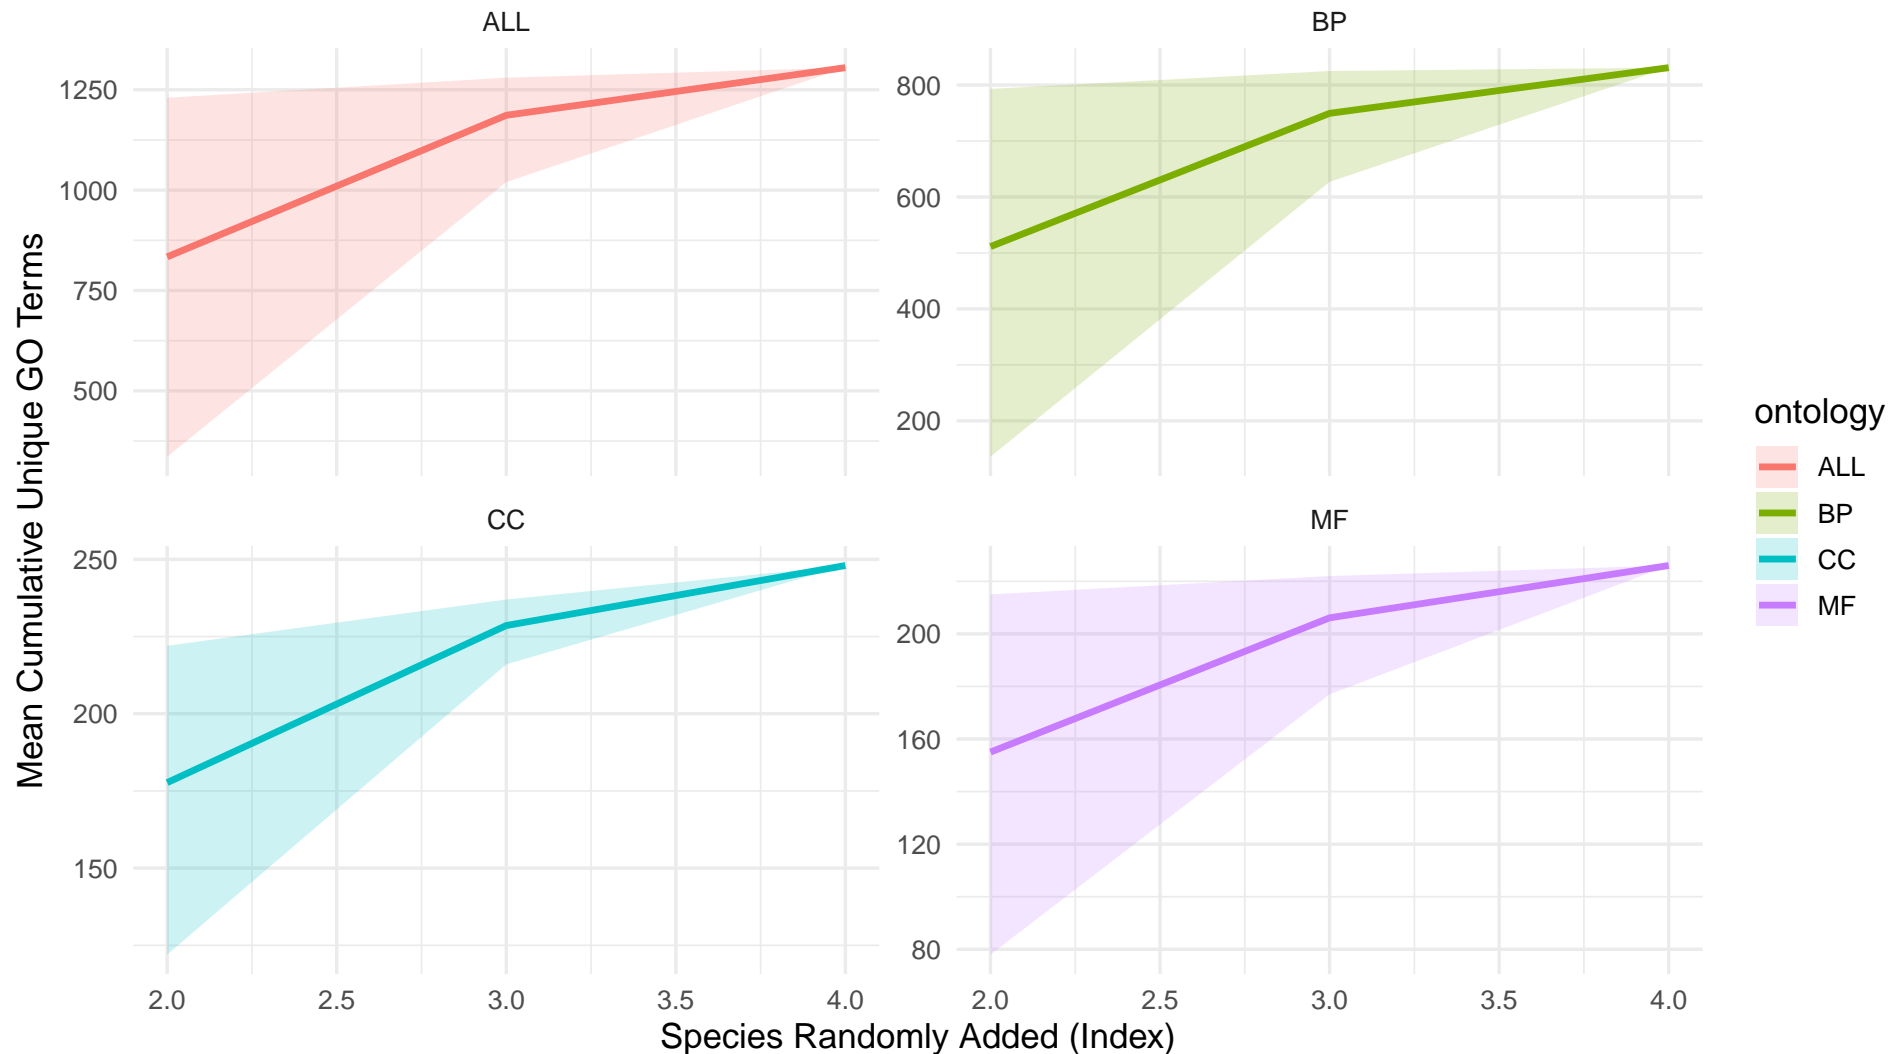 ALL
BP
1250
1000
750
500
800
600
400
200
CC
MF
250
200
150
200
160
120
80
2.0 2.5 3.0 3.5 4.0
2.0 2.5 3.0 3.5 4.0
Species Randomly Added (Index)
Mean Cumulative Unique GO Terms
ontology
ALL
BP
CC
MF